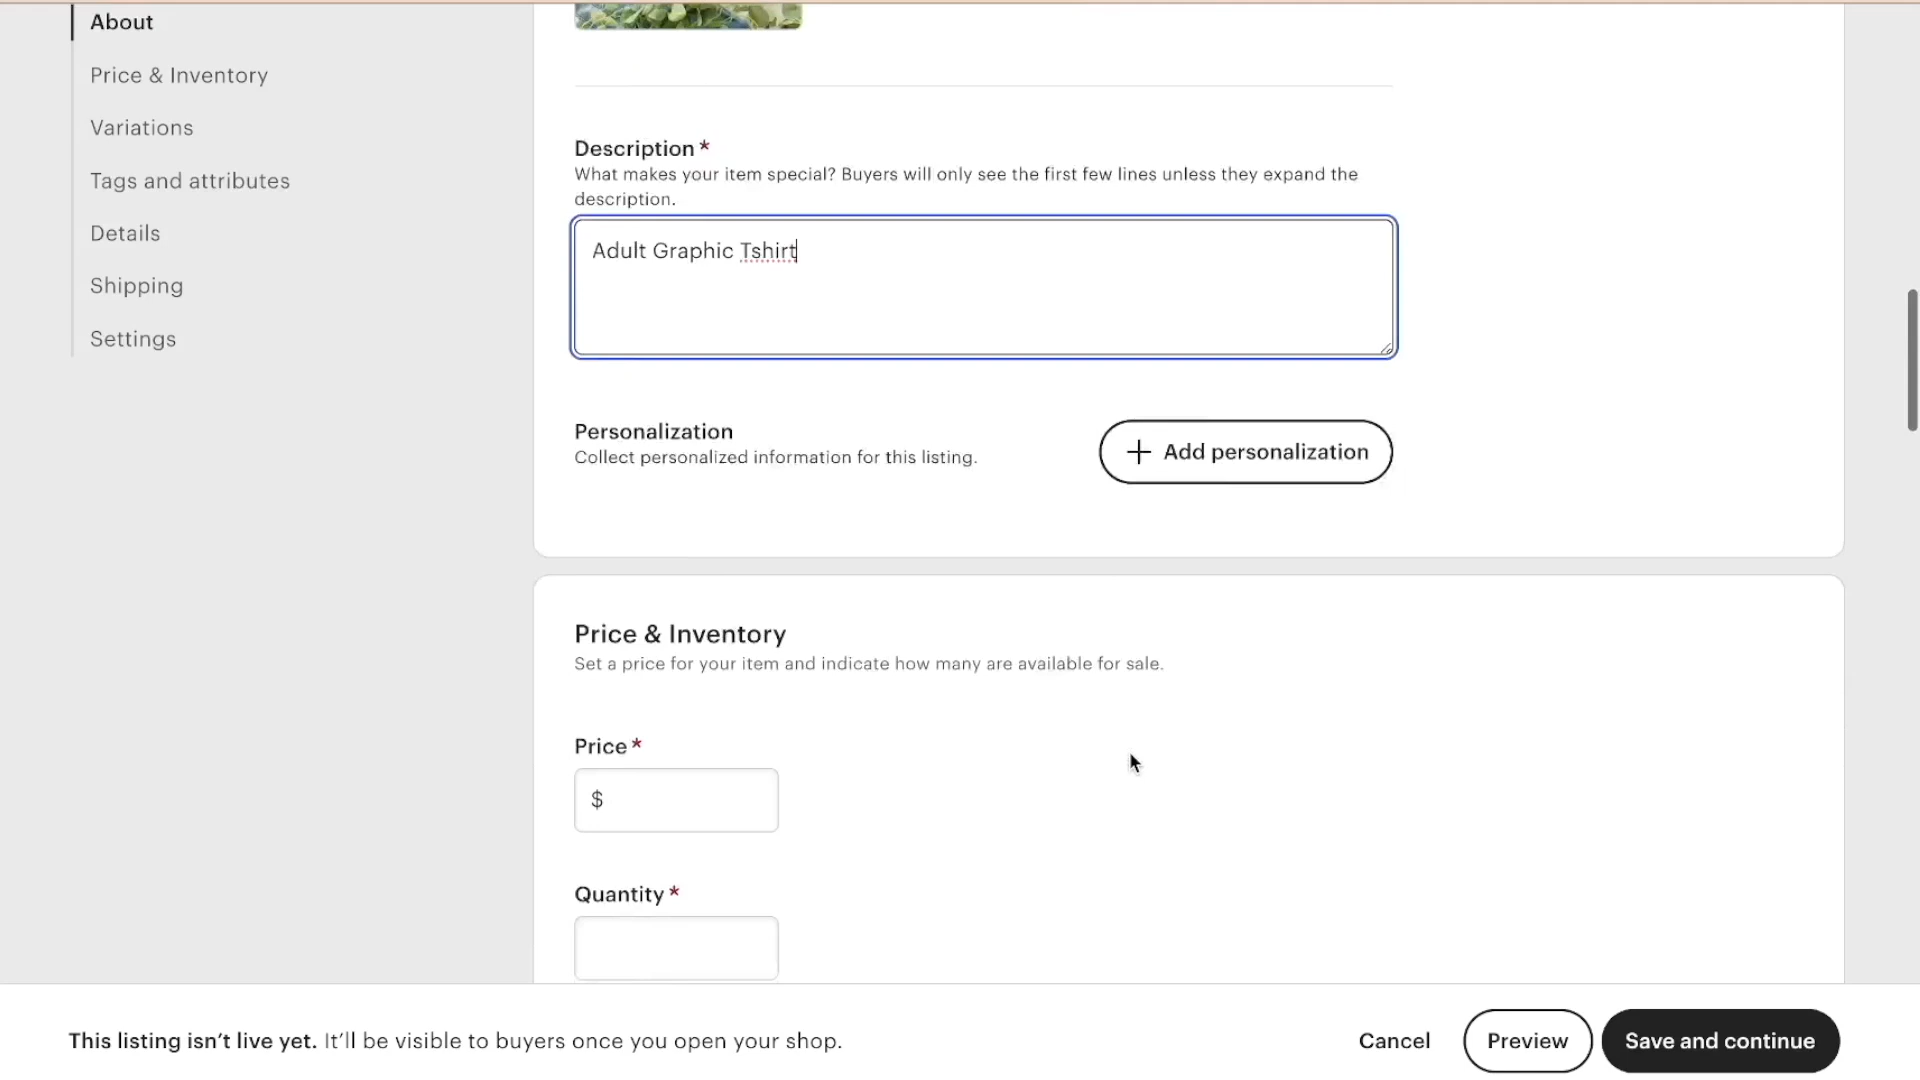 About
Price & Inventory
Variations
Tags and attributes
Details
Shipping
Settings
Description *
What makes your item special? Buyers will only see the first few lines unless they expand the
description.
Adult Graphic Tshirt
Personalization
Collect personalized information for this listing.
+ Add personalization
Price & Inventory
Set a price for your item and indicate how many are available for sale.
Price *
$
Quantity *
This listing isn't live yet. It'll be visible to buyers once you open your shop.
Cancel
Preview
Save and continue